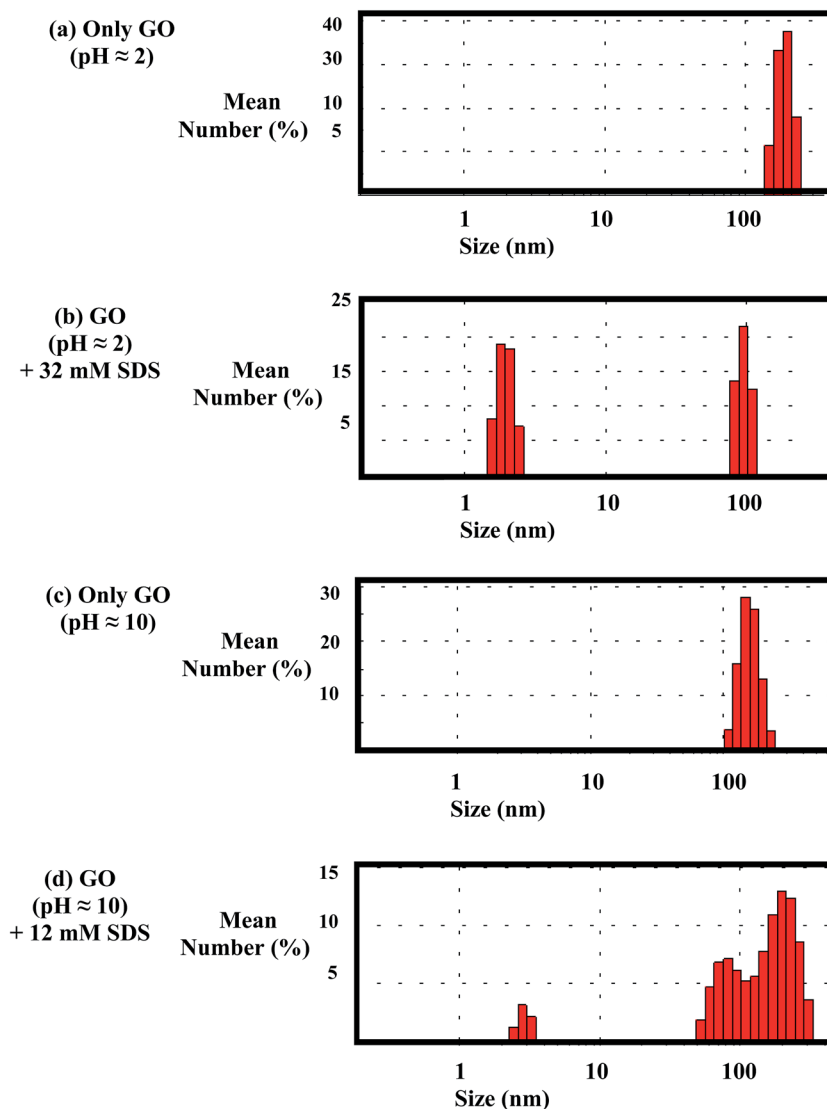 (a) Only GO
(pH ≈ 2)
Mean
Number (%)
40
30
10
5
1 10 100
Size (nm)
(b) GO
(pH ≈ 2)
+ 32 mM SDS
Mean
Number (%)
25
15
5
1 10 100
Size (nm)
(c) Only GO
(pH ≈ 10)
Mean
Number (%)
30
20
10
1 10 100
Size (nm)
(d) GO
(pH ≈ 10)
+ 12 mM SDS
Mean
Number (%)
15
10
5
1 10 100
Size (nm)